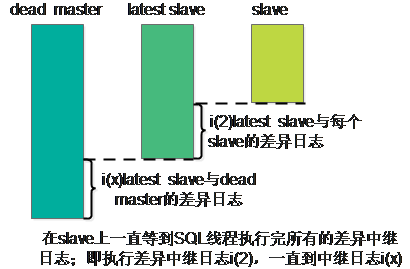 dead master
latest slave
slave
i(2)latest slave与每个
slave的差异日志
i(x)latest slave与dead
master的差异日志
在slave上一直等到SQL线程执行完所有的差异中继
日志；即执行差异中继日志i(2)，一直到中继日志i(x)